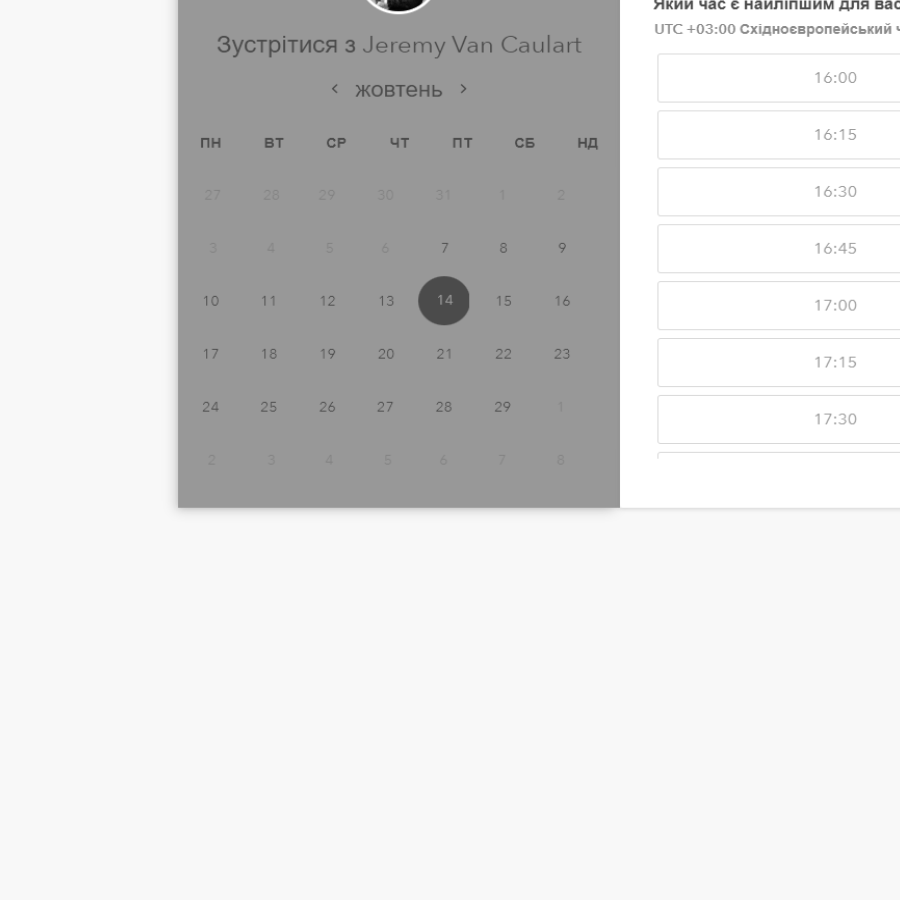 Зустрітися з Jeremy Van Caulart
жовтень
ПН ВТ СР ЧТ ПТ СБ НД
27 28 29 30 31 1 2
3 4 5 6 7 8 9
10 11 12 13 14 15 16
17 18 19 20 21 22 23
24 25 26 27 28 29 1
2 3 4 5 6 7 8
Який час є найліпшим для
UTC +03:00 Східноєвропейський
16:00
16:15
16:30
16:45
17:00
17:15
17:30